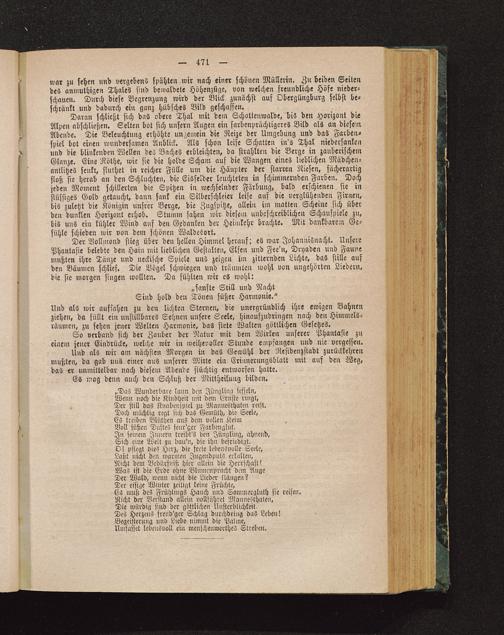 — 471 —
war zu sehen und vergebens spähten wir nach einer schönen Müllerin. Zu beiden Seiten
des anmuthigen Thales sind bewaldete Höhenzüge, von welchen freundliche Höfe nieder-
schauen. Durch diese Begrenzung wird der Blick zunächst auf Obergünzburg selbst be-
schränkt und dadurch ein ganz hübsches Bild geschaffen.
Daran schließt sich das obere Thal mit dem Schottenwalde, bis den Horizont die
Alpen abschließen. Selten bot sich unsern Augen ein farbenprächtigeres Bild als an diesem
Abende. Die Beleuchtung erhöhte ungemein die Reize der Umgebung und das Farben-
spiel bot einen wundersamen Anblick. Als schon leise Schatten in's Thal niedersanken
und die blinkenden Wellen des Baches erbleichten, da strahlten die Berge in zauberischem
Glanze. Eine Röthe, wie sie die holde Scham auf die Wangen eines lieblichen Mädchen-
antlitzes senkt, fluthet in reicher Fülle um die Häupter der starren Riesen, fächerartig
floß sie herab an den Schluchten, die Eisfelder leuchteten in schimmernden Farben. Doch
jeden Moment schillerten die Spitzen in wechselnder Färbung, bald erschienen sie in
flüssiges Gold getaucht, dann sank ein Silberschleier leise auf die verglühenden Firnen,
bis zuletzt die Königin unserer Berge, die Zugspitze, allein in matten Scheine sich über
den dunklen Horizont erhob. Stumm sahen wir diesem unbeschreiblichen Schauspiele zu,
bis uns ein kühler Wind auf den Gedanken der Heimkehr brachte. Mit dankbarem Ge-
fühle schieden wir von dem schönen Waldesort.
Der Vollmond stieg über den hellen Himmel herauf; es war Johannisnacht. Unsere
Phantasie belebte den Hain mit lieblichen Gestalten, Elfen und Fee'n, Dryaden und Faune
mußten ihre Tänze und neckische Spiele uns zeigen im zitternden Lichte, das stille auf
den Bäumen schlief. Die Vögel schwiegen und träumten wohl von ungehörten Liedern,
die sie morgen singen wollten. Da fühlten wir es wohl:
„sanfte Still und Nacht
Sind hold den Tönen süßer Harmonie.“
Und als wir aufsahen zu den lichten Sternen, die unergründlich ihre ewigen Bahnen
ziehen, da füllt ein unstillbares Sehnen unsere Seele, hinaufzudringen nach den Himmels-
räumen, zu sehen jener Welten Harmonie, das stete Walten göttlichen Gesetzes.
So verband sich der Zauber der Natur mit dem Wirken unserer Phantasie zu
einem jener Eindrücke, welche wir in weihevoller Stunde empfangen und nie vergessen.
Und als wir am nächsten Morgen in das Gewühl der Residenzstadt zurückkehren
mußten, da gab uns einer aus unserer Mitte ein Erinnerungsblatt mit auf den Weg,
das er unmittelbar nach diesem Abende flüchtig entworfen hatte.
Es mag denn auch den Schluß der Mittheilung bilden.
„Das Wunderbare kann den Jüngling fesseln,
Wenn noch die Kindheit mit dem Ernste ringt,
Der still das Knabenspiel zu Mannesthaten reift.
Doch mächtig regt sich das Gemüth, die Seele,
Es treiben Blüthen aus dem vollen Keim
Voll süßen Duftes feur'ger Farbenglut.
In seinem Innern treibt's den Jüngling, ahnend,
Sich eine Welt zu bau'n, die ihn befriedigt.
O! pfleget dies Herz, die freie lebensvolle Seele,
Laßt nicht den warmen Jugendpuls erkalten,
Nicht dem Bedürfniß hier allein die Herrschaft!
Was ist die Erde ohne Blumenpracht dem Auge
Der Wald, wenn nicht die Lieder klängen?
Der eisige Winter zeitigt keine Früchte,
Es muß des Frühlings Hauch und Sommergluth sie reifen.
Nicht der Verstand allein vollführet Mannesthaten,
Die würdig sind der göttlichen Unsterblichkeit.
Des Herzens freud'ger Schlag durchdring das Leben!
Begeisterung und Liebe nimmt die Palme,
Umfasset lebensvoll ein menschenwerthes Streben.